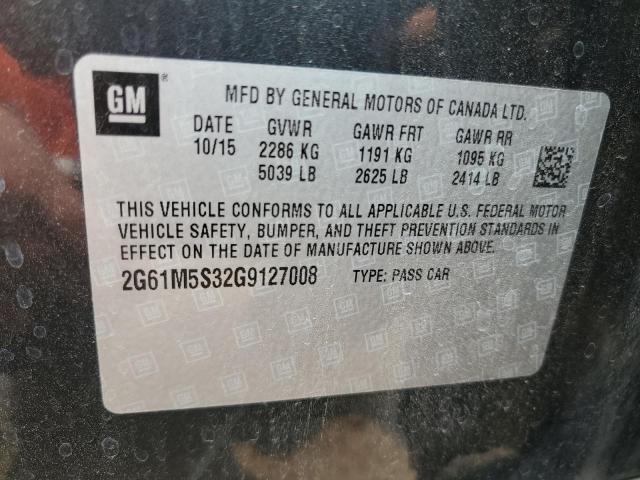 GM ®
MFD BY GENERAL MOTORS OF CANADA LTD.
DATE GVWR GAWR FRT GAWR RR
10/15 2286 KG 1191 KG 1095 KG
5039 LB 2625 LB 2414 LB
THIS VEHICLE CONFORMS TO ALL APPLICABLE U.S. FEDERAL MOTOR
VEHICLE SAFETY, BUMPER, AND THEFT PREVENTION STANDARDS IN
EFFECT ON THE DATE OF MANUFACTURE SHOWN ABOVE.
2G61M5S32G9127008 TYPE: PASS CAR